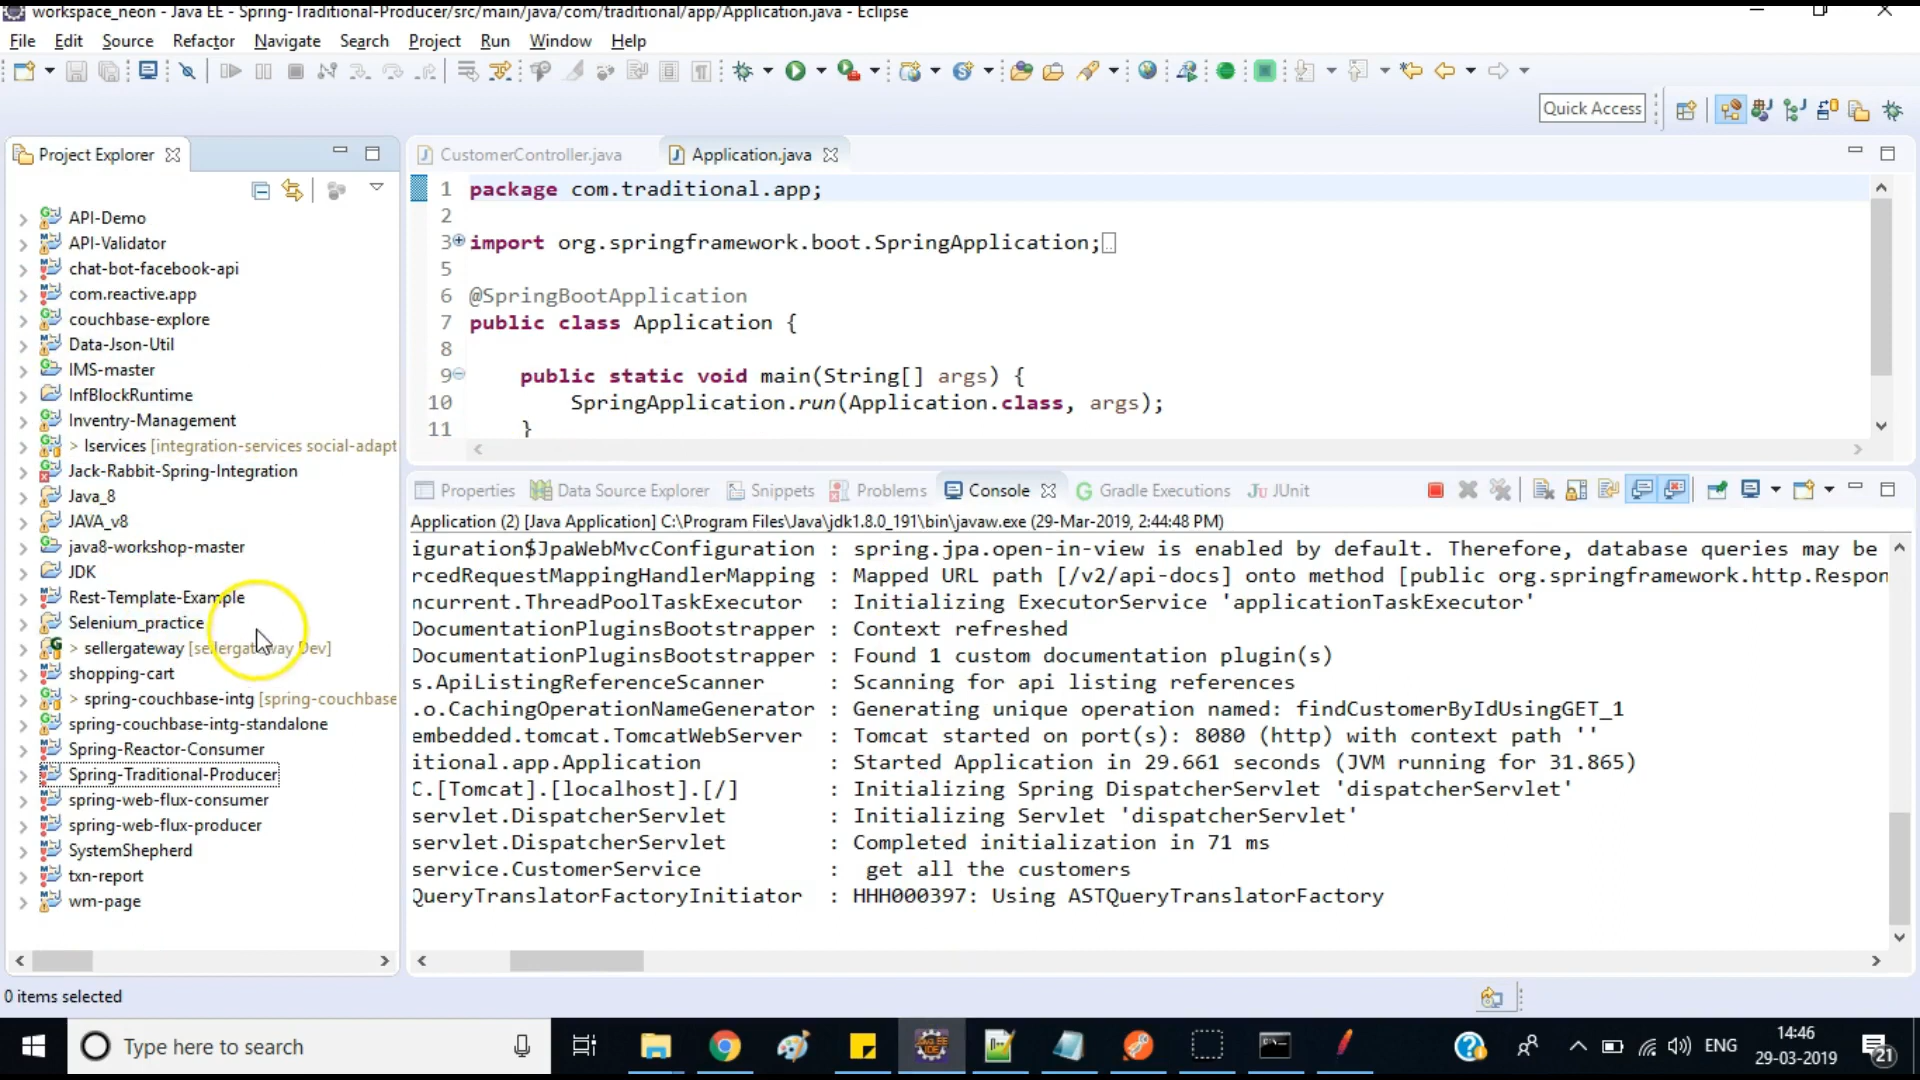 workspace_neon - Java EE - Spring-Traditional-Producer/src/main/java/com/traditional/app/Application.java - Eclipse
File Edit Source Refactor Navigate Search Project Run Window Help
Quick Access
Project Explorer
API-Demo
API-Validator
chat-bot-facebook-api
com.reactive.app
couchbase-explore
Data-Json-Util
IMS-master
InfBlockRuntime
Inventry-Management
> Iservices [integration-services social-adapt
Jack-Rabbit-Spring-Integration
Java_8
JAVA_v8
java8-workshop-master
JDK
Rest-Template-Example
Selenium_practice
> sellergateway [sellergateway Dev]
shopping-cart
> spring-couchbase-intg [spring-couchbase
spring-couchbase-intg-standalone
Spring-Reactor-Consumer
Spring-Traditional-Producer
spring-web-flux-consumer
spring-web-flux-producer
SystemShepherd
txn-report
wm-page
CustomerController.java Application.java
1 package com.traditional.app;
2
3 import org.springframework.boot.SpringApplication;
5
6 @SpringBootApplication
7 public class Application {
8
9 public static void main(String[] args) {
10 SpringApplication.run(Application.class, args);
11 }
Properties Data Source Explorer Snippets Problems Console Gradle Executions JUnit
Application (2) [Java Application] C:\Program Files\Java\jdk1.8.0_191\bin\javaw.exe (29-Mar-2019, 2:44:48 PM)
iguration$JpaWebMvcConfiguration : spring.jpa.open-in-view is enabled by default. Therefore, database queries may be
rcedRequestMappingHandlerMapping : Mapped URL path [/v2/api-docs] onto method [public org.springframework.http.Respon
ncurrent.ThreadPoolTaskExecutor : Initializing ExecutorService 'applicationTaskExecutor'
DocumentationPluginsBootstrapper : Context refreshed
DocumentationPluginsBootstrapper : Found 1 custom documentation plugin(s)
s.ApiListingReferenceScanner : Scanning for api listing references
.o.CachingOperationNameGenerator : Generating unique operation named: findCustomerByIdUsingGET_1
embedded.tomcat.TomcatWebServer : Tomcat started on port(s): 8080 (http) with context path ''
itional.app.Application : Started Application in 29.661 seconds (JVM running for 31.865)
C.[Tomcat].[localhost].[/] : Initializing Spring DispatcherServlet 'dispatcherServlet'
servlet.DispatcherServlet : Initializing Servlet 'dispatcherServlet'
servlet.DispatcherServlet : Completed initialization in 71 ms
service.CustomerService : get all the customers
QueryTranslatorFactoryInitiator : HHH000397: Using ASTQueryTranslatorFactory
0 items selected
Type here to search
ENG
14:46
29-03-2019
21